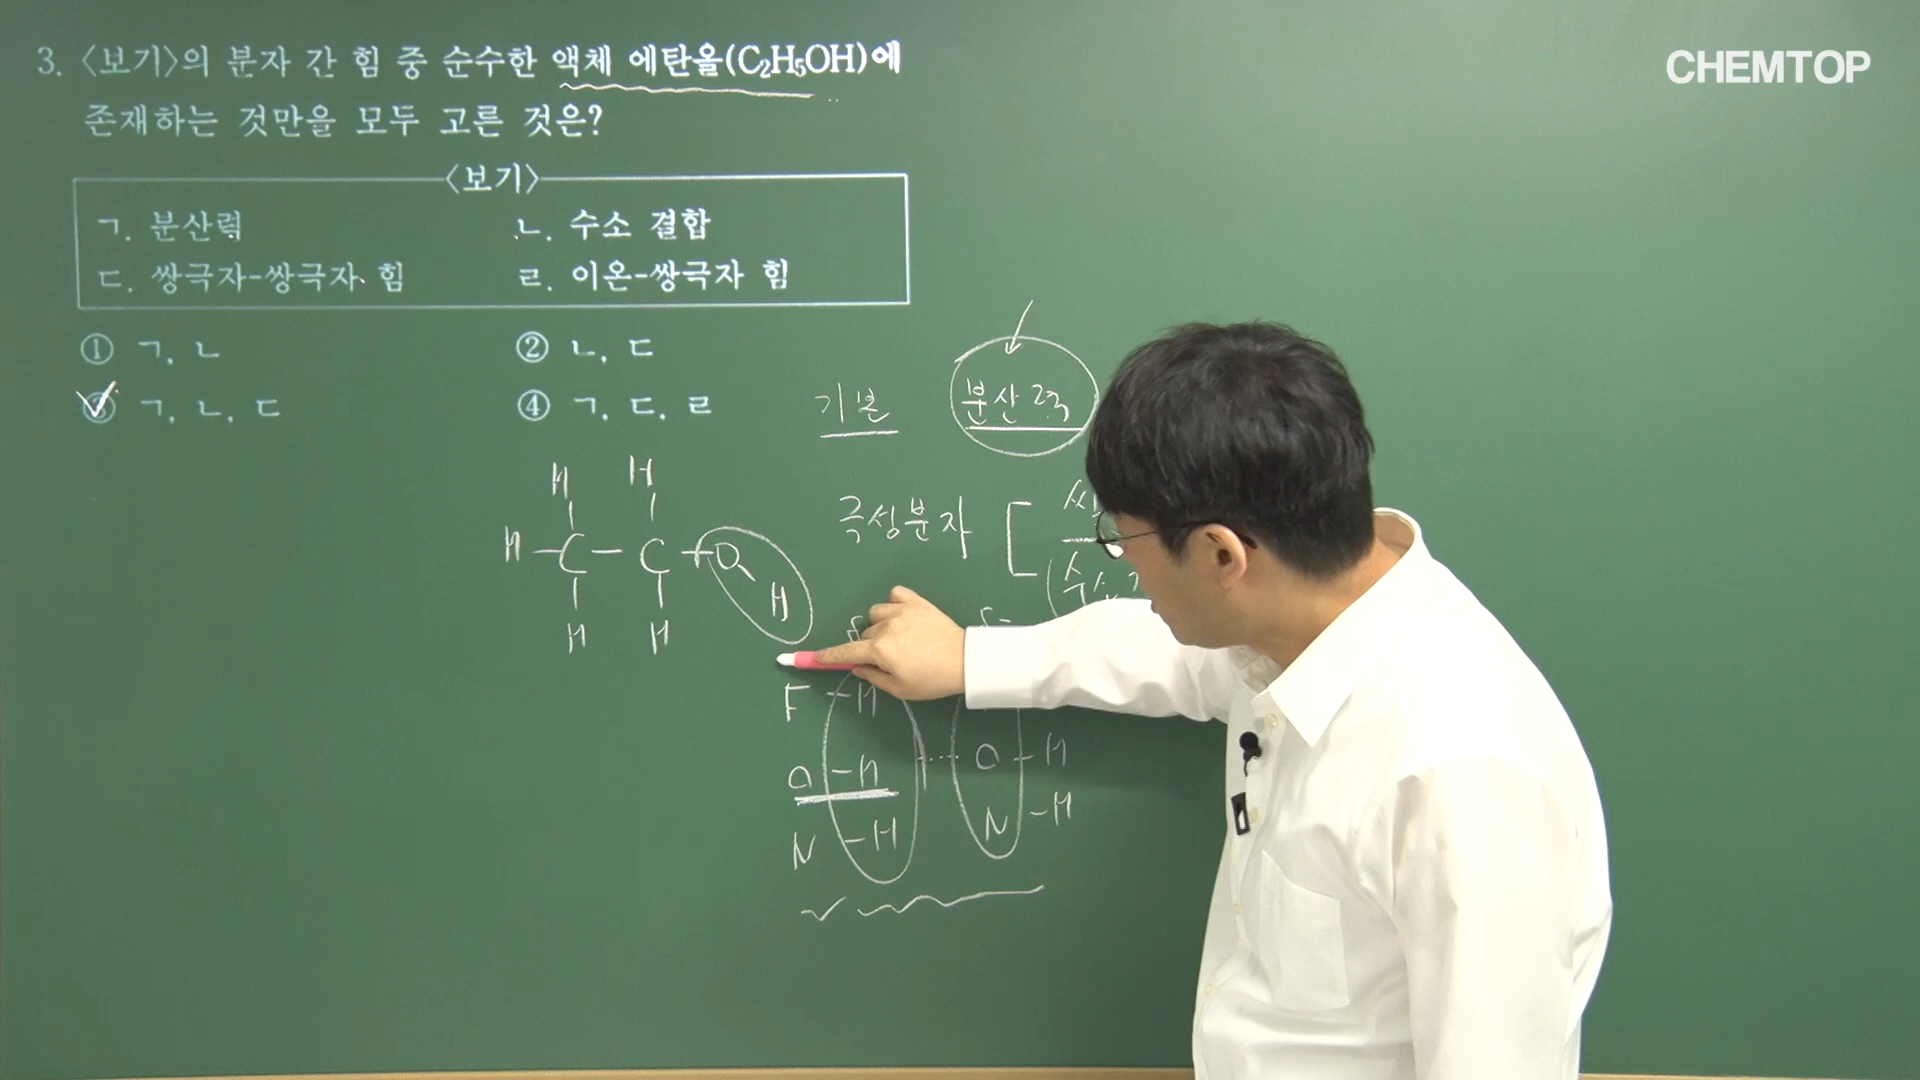 CHEMTOP
3. 〈보기〉의 분자 간 힘 중 순수한 액체 에탄올(C₂H₅OH)에
존재하는 것만을 모두 고른 것은?
〈보기〉
ㄱ. 분산력 ㄴ. 수소 결합
ㄷ. 쌍극자-쌍극자 힘 ㄹ. 이온-쌍극자 힘
① ㄱ, ㄴ ② ㄴ, ㄷ
③ ㄱ, ㄴ, ㄷ ④ ㄱ, ㄷ, ㄹ
기본 분산력
극성분자
수소
H H
H-C-C-O
H
H H
F-H
O-H ···· O-H
N-H N-H